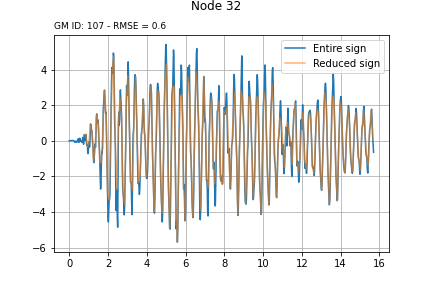 Node 32
GM ID: 107 - RMSE = 0.6
Entire sign
Reduced sign
4
2
0
−2
−4
−6
0 2 4 6 8 10 12 14 16